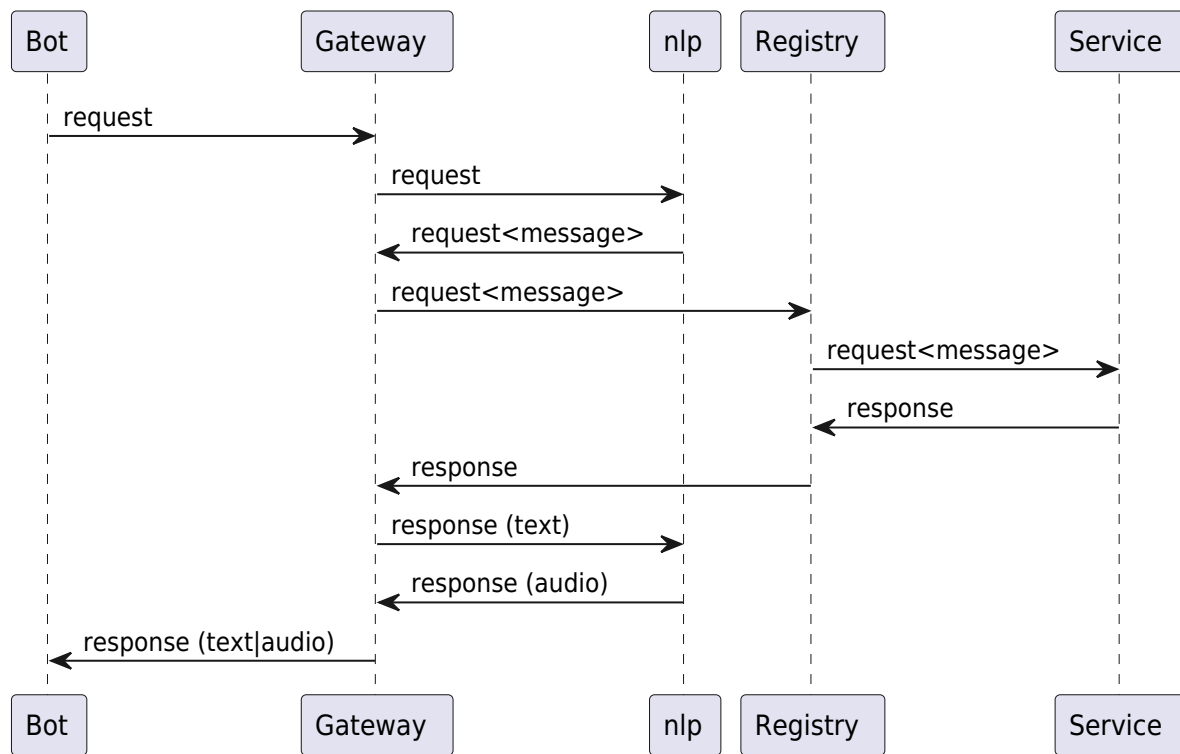 Bot Gateway nlp Registry Service
request
request
request<message>
request<message>
request<message>
response
response
response (text)
response (audio)
response (text|audio)
Bot Gateway nlp Registry Service